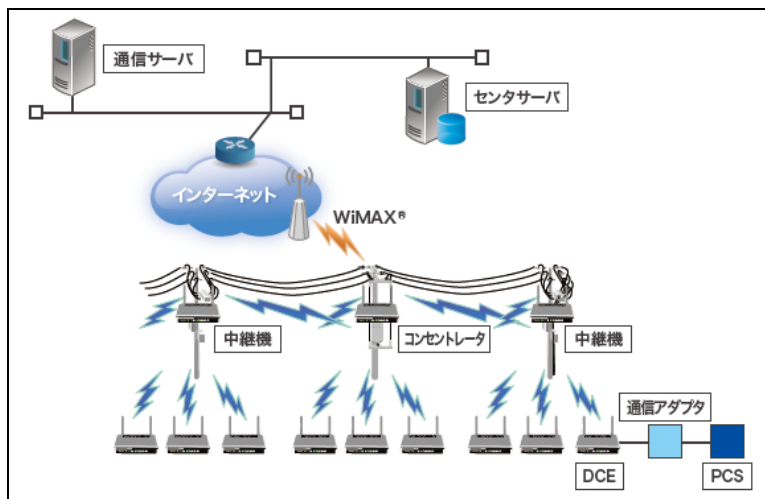 通信サーバ
センタサーバ
インターネット
WiMAX®
中継機
コンセントレータ
中継機
通信アダプタ
DCE
PCS